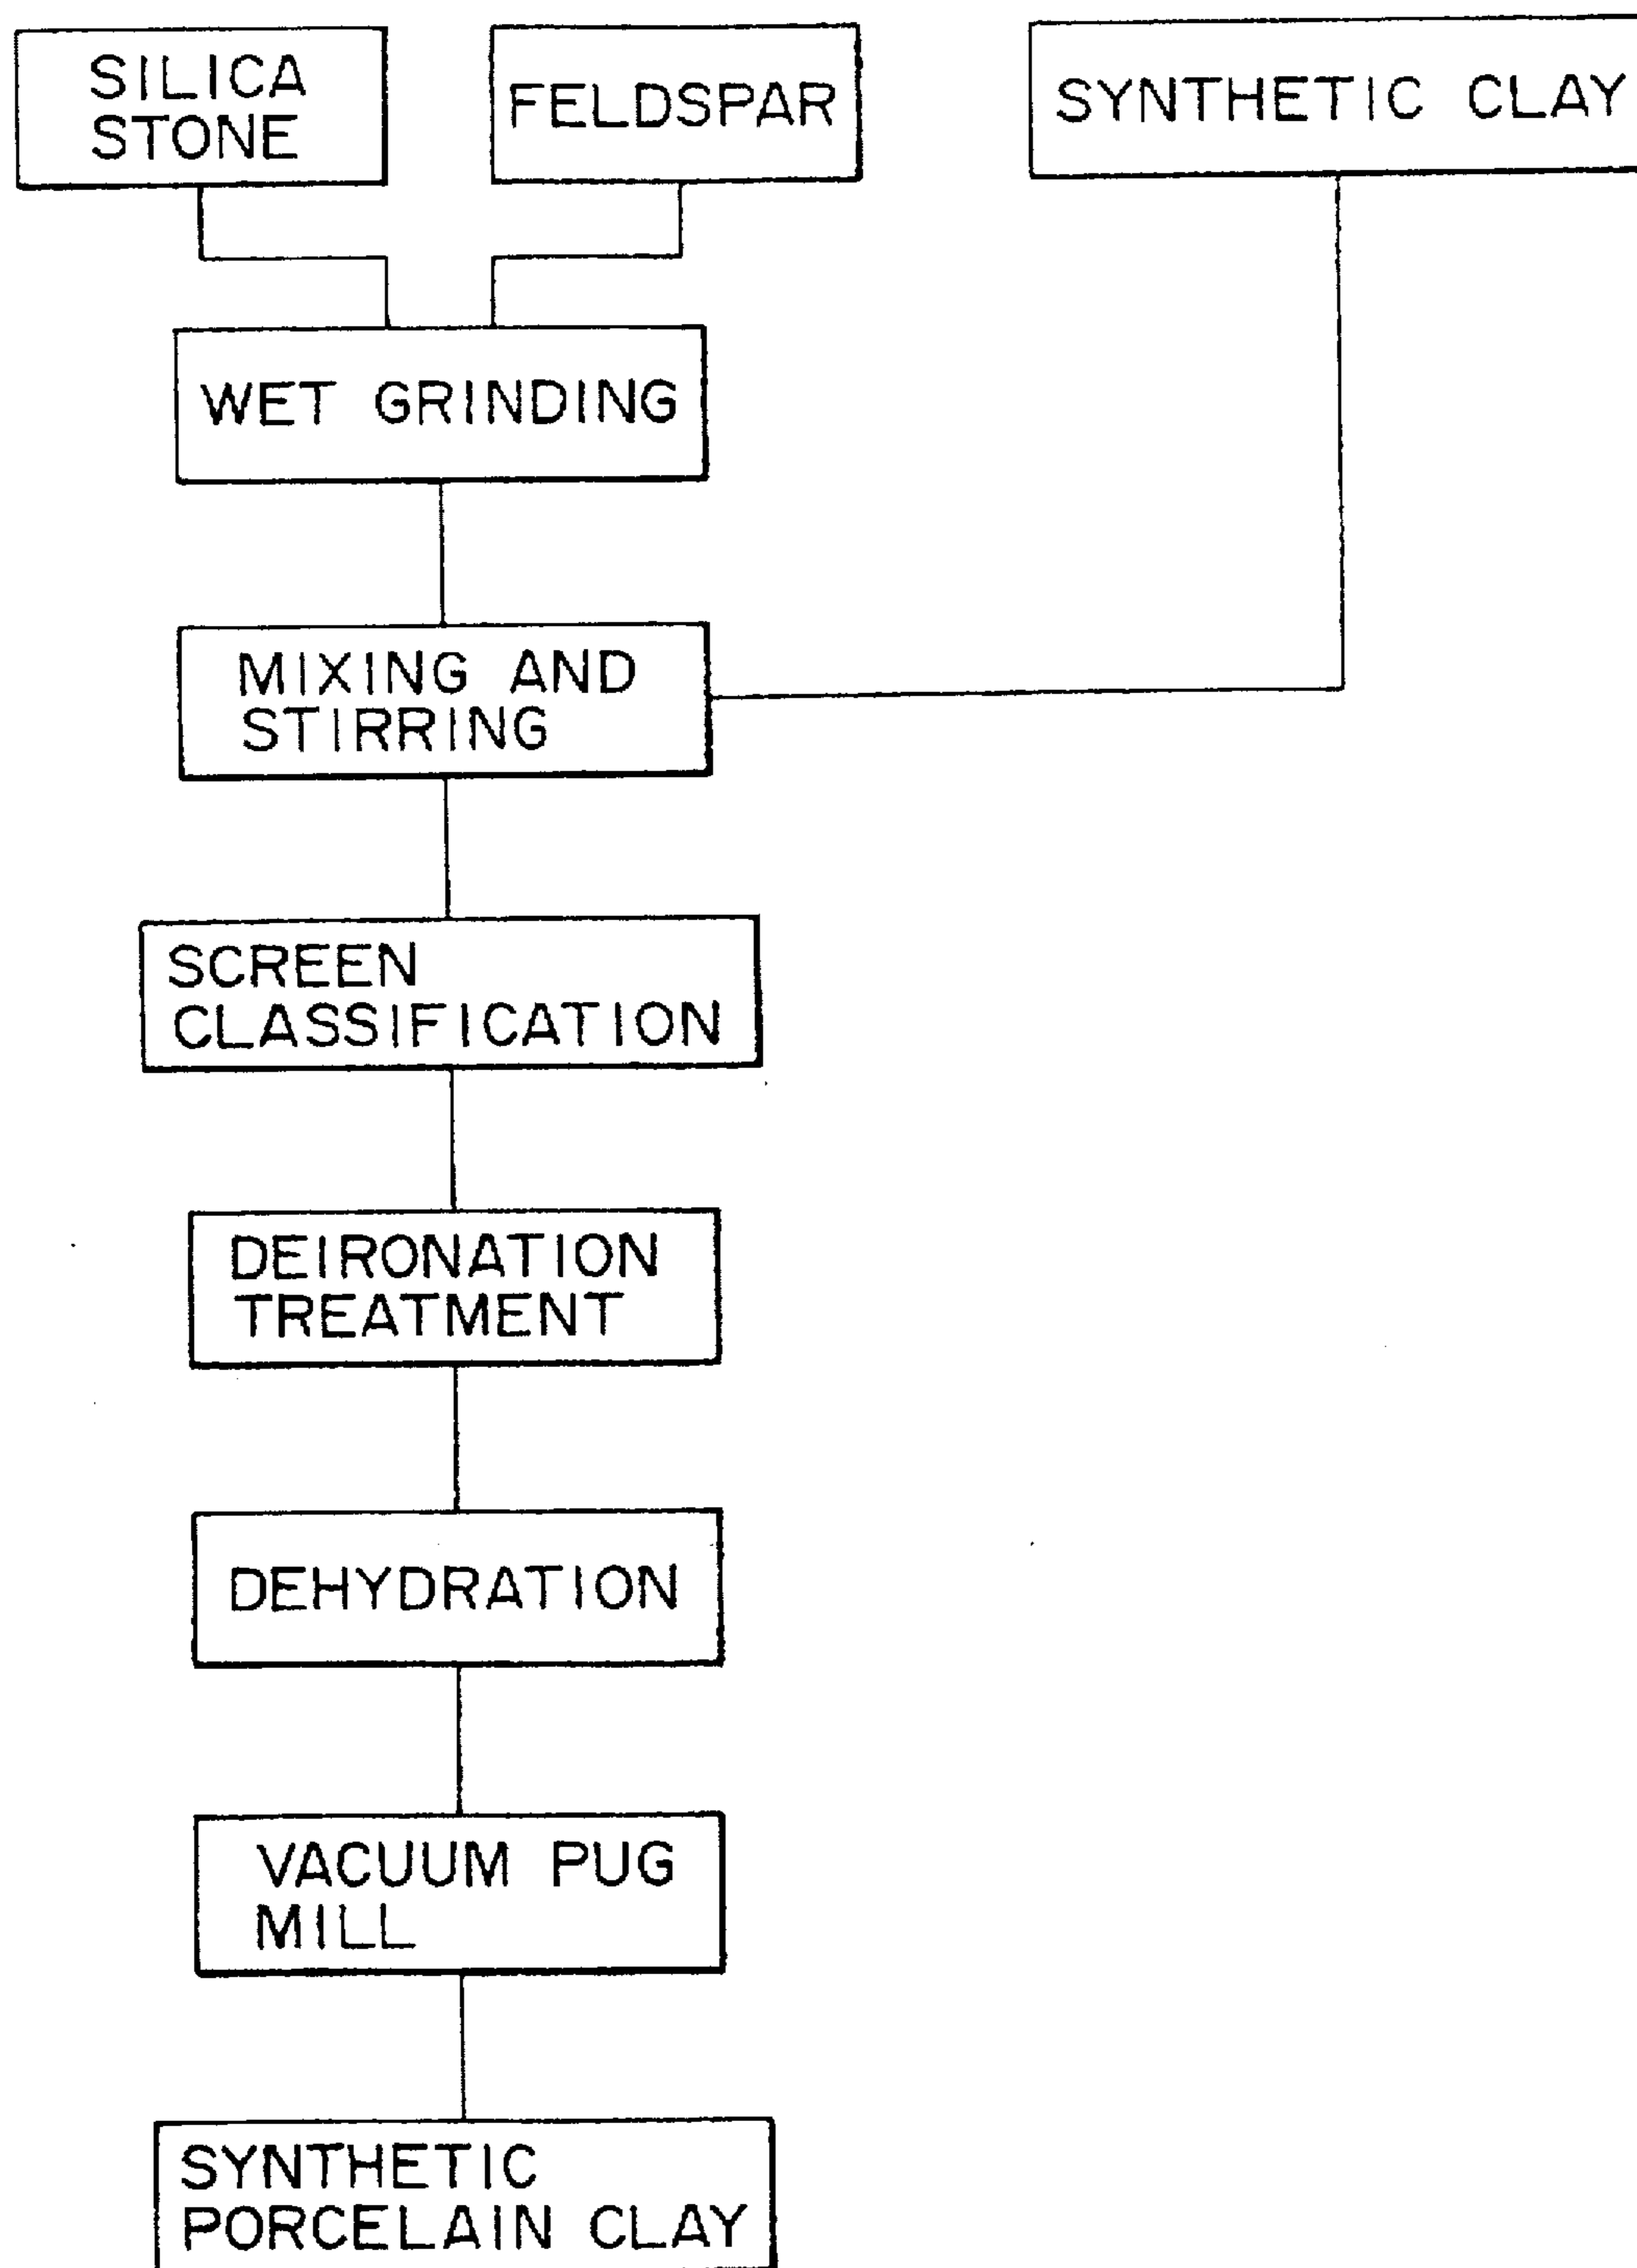 SILICA
STONE
FELDSPAR
SYNTHETIC CLAY
WET GRINDING
MIXING AND
STIRRING
SCREEN
CLASSIFICATION
DEIRONATION
TREATMENT
DEHYDRATION
VACUUM PUG
MILL
SYNTHETIC
PORCELAIN CLAY